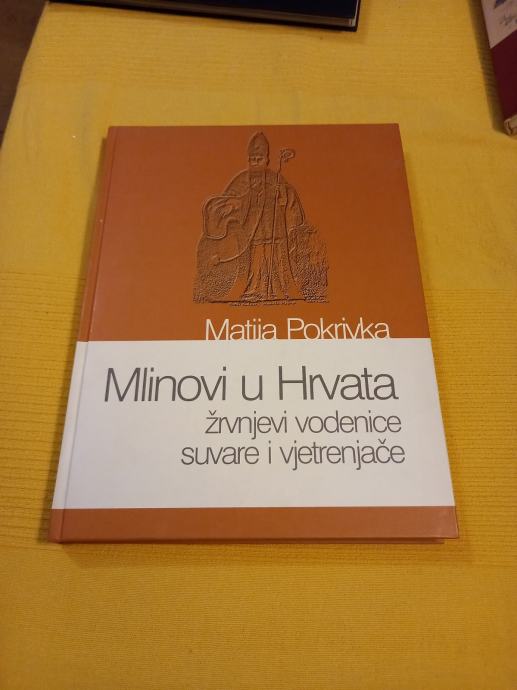 Matija Pokrivka
Mlinovi u Hrvata
žrvnjevi vodenice
suvare i vjetrenjače